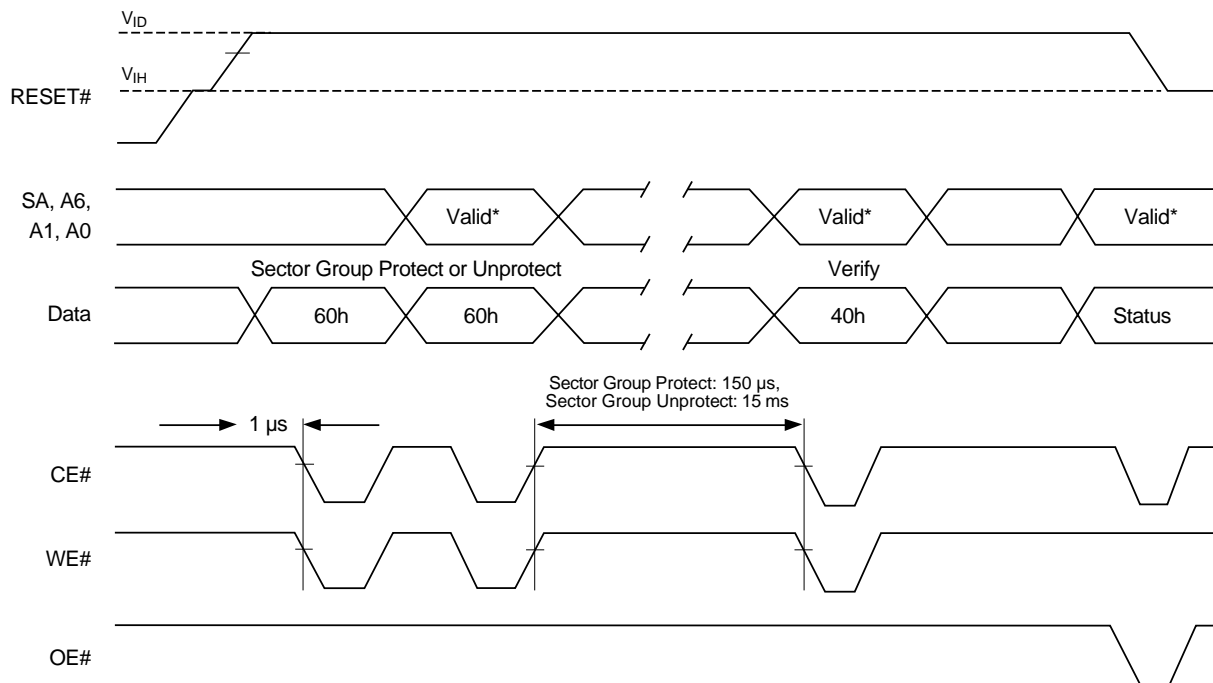 VID
VIH
RESET#
SA, A6,
A1, A0
Valid*
Valid*
Valid*
Sector Group Protect or Unprotect
Verify
Data
60h
60h
40h
Status
Sector Group Protect: 150 µs,
Sector Group Unprotect: 15 ms
1 µs
CE#
WE#
OE#